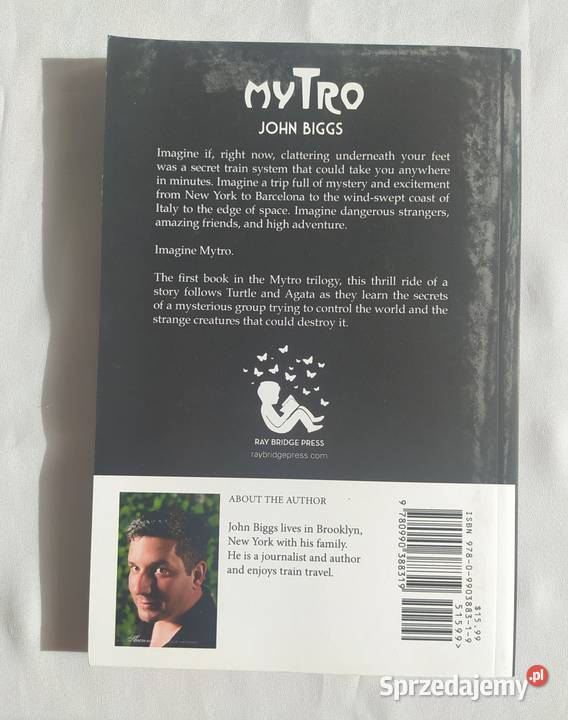 MYTRO
JOHN BIGGS
Imagine if, right now, clattering underneath your feet
was a secret train system that could take you anywhere
in minutes. Imagine a trip full of mystery and excitement
from New York to Barcelona to the wind-swept coast of
Italy to the edge of space. Imagine dangerous strangers,
amazing friends, and high adventure.
Imagine Mytro.
The first book in the Mytro trilogy, this thrill ride of a
story follows Turtle and Agata as they learn the secrets
of a mysterious group trying to control the world and the
strange creatures that could destroy it.
RAY BRIDGE PRESS
raybridgepress.com
ABOUT THE AUTHOR
John Biggs lives in Brooklyn,
New York with his family.
He is a journalist and author
and enjoys train travel.
9 780990 388319
ISBN 978-0-9903883-1-9
$15.99
51599>
Sprzedajemy.pl